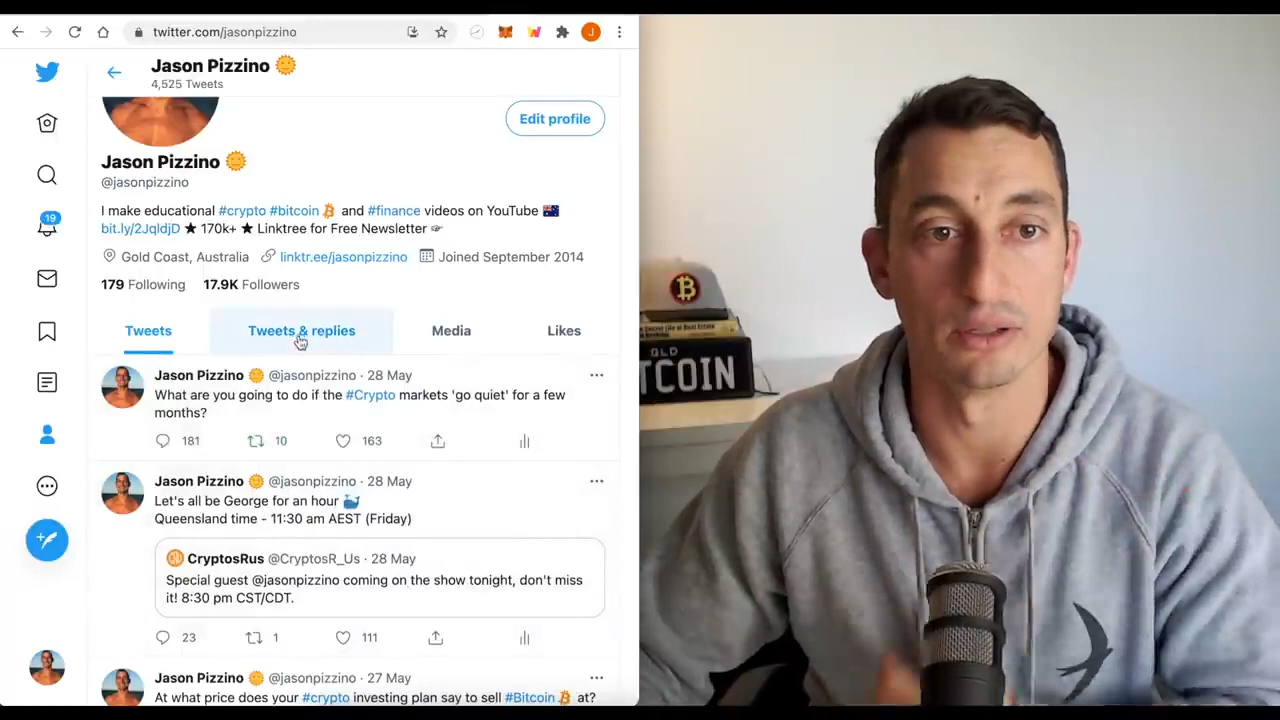 twitter.com/jasonpizzino
J
Jason Pizzino
4,525 Tweets
Edit profile
Jason Pizzino
@jasonpizzino
I make educational #crypto #bitcoin and #finance videos on YouTube
bit.ly/2JqldjD ★ 170k+ ★ Linktree for Free Newsletter
Gold Coast, Australia linktr.ee/jasonpizzino Joined September 2014
179 Following 17.9K Followers
Tweets Tweets & replies Media Likes
19
Jason Pizzino @jasonpizzino · 28 May
What are you going to do if the #Crypto markets 'go quiet' for a few
months?
181 10 163
Jason Pizzino @jasonpizzino · 28 May
Let's all be George for an hour
Queensland time - 11:30 am AEST (Friday)
CryptosRus @CryptosR_Us · 28 May
Special guest @jasonpizzino coming on the show tonight, don't miss
it! 8:30 pm CST/CDT.
23 1 111
Jason Pizzino @jasonpizzino · 27 May
At what price does your #crypto investing plan say to sell #Bitcoin at?
QLD
TCOIN